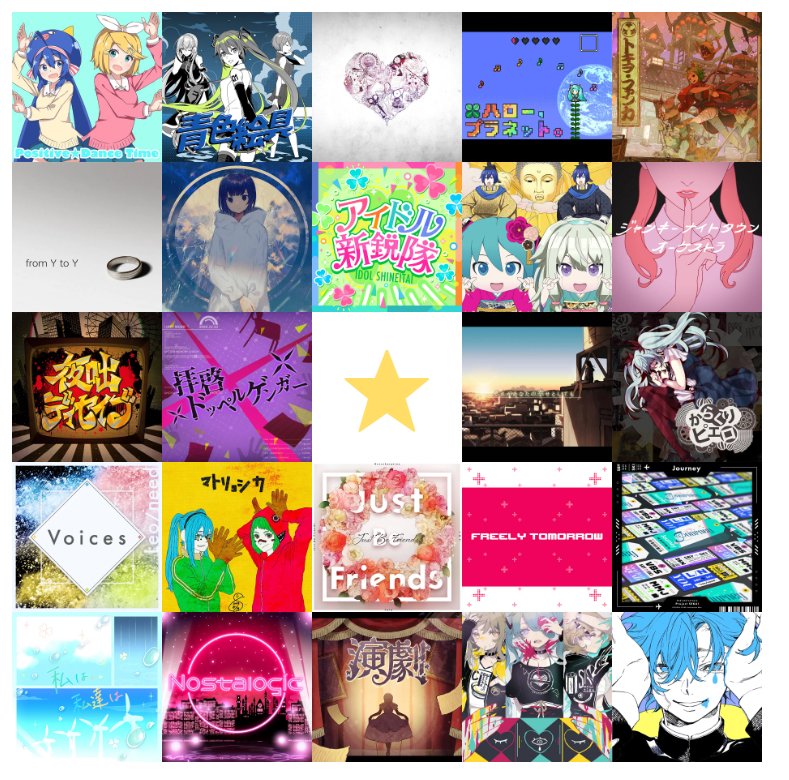 Positive☆Dance Time
青色絵具
ハロー、
プラネット。
トキヲ・ファンカ
from Y to Y
アイドル
新鋭隊
IDOL SHINEITAI
ジャンキーナイトタウン
オーケストラ
夜咄
ディセイブ
拝啓
ドッペルゲンガー
からくり
ピエロ
Voices
leo/need
マトリョシカ
Just
Be
Just Be Friends
Friends
FREELY TOMORROW
Journey
私は
私達は
Nostalogic
演劇